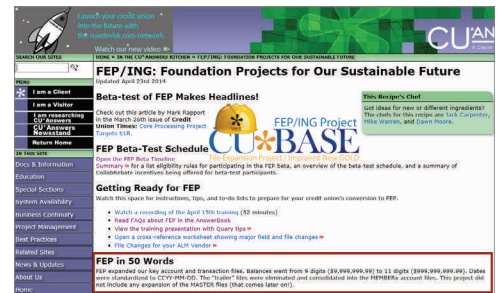 Launch your credit union
into the future with
the cuasterisk.com network.
Watch our new video »
CU*AN
SEARCH OUR SITES
HOME » IN THE CU*ANSWERS KITCHEN » FEP/ING: FOUNDATION PROJECTS FOR OUR SUSTAINABLE FUTURE
MENU
I am a Client
I am a Visitor
I am researching
CU*Answers
CU*Answers
Newsstand
Return Home
IN THIS SITE:
Docs & Information
Education
Special Sections
System Availability
Business Continuity
Project Management
Best Practices
Related Sites
News & Updates
About Us
Home
FEP/ING: Foundation Projects for Our Sustainable Future
Updated April 23rd 2014
Beta-test of FEP Makes Headlines!
Check out this article by Mark Rapport
in the March 26th issue of Credit
Union Times: Core Processing Project
Targets $1B.
FEP/ING Project
CU*BASE
File Expansion Project / Improved New GOLD
This Recipe's Chef
Got ideas for new or different ingredients?
The chefs for this recipe are Jack Carpenter,
Mike Warren, and Dawn Moore.
FEP Beta-Test Schedule
Open the FEP Beta Timeline
Summary for a list eligibility rules for participating in the FEP beta, an overview of the beta-test schedule, and a summary of
CollaboRebate incentives being offered for beta-test participants.
Getting Ready for FEP
Watch this space for instructions, tips, and to-do lists to prepare for your credit union's conversion to FEP.
• Watch a recording of the April 15th training (52 minutes)
• Read FAQs about FEP in the AnswerBook
• View the training presentation with Query tips
• Open a cross-reference worksheet showing major field and file changes
• File Changes for your ALM Vendor
FEP in 50 Words
FEP expanded our key account and transaction files. Balances went from 9 digits ($9,999,999.99) to 11 digits ($999,999,999.99). Dates
were standardized to CCYY-MM-DD. The "trailer" files were eliminated and consolidated into the MEMBERx account files. This project did
not include any expansion of the MASTER files (that comes later on!).